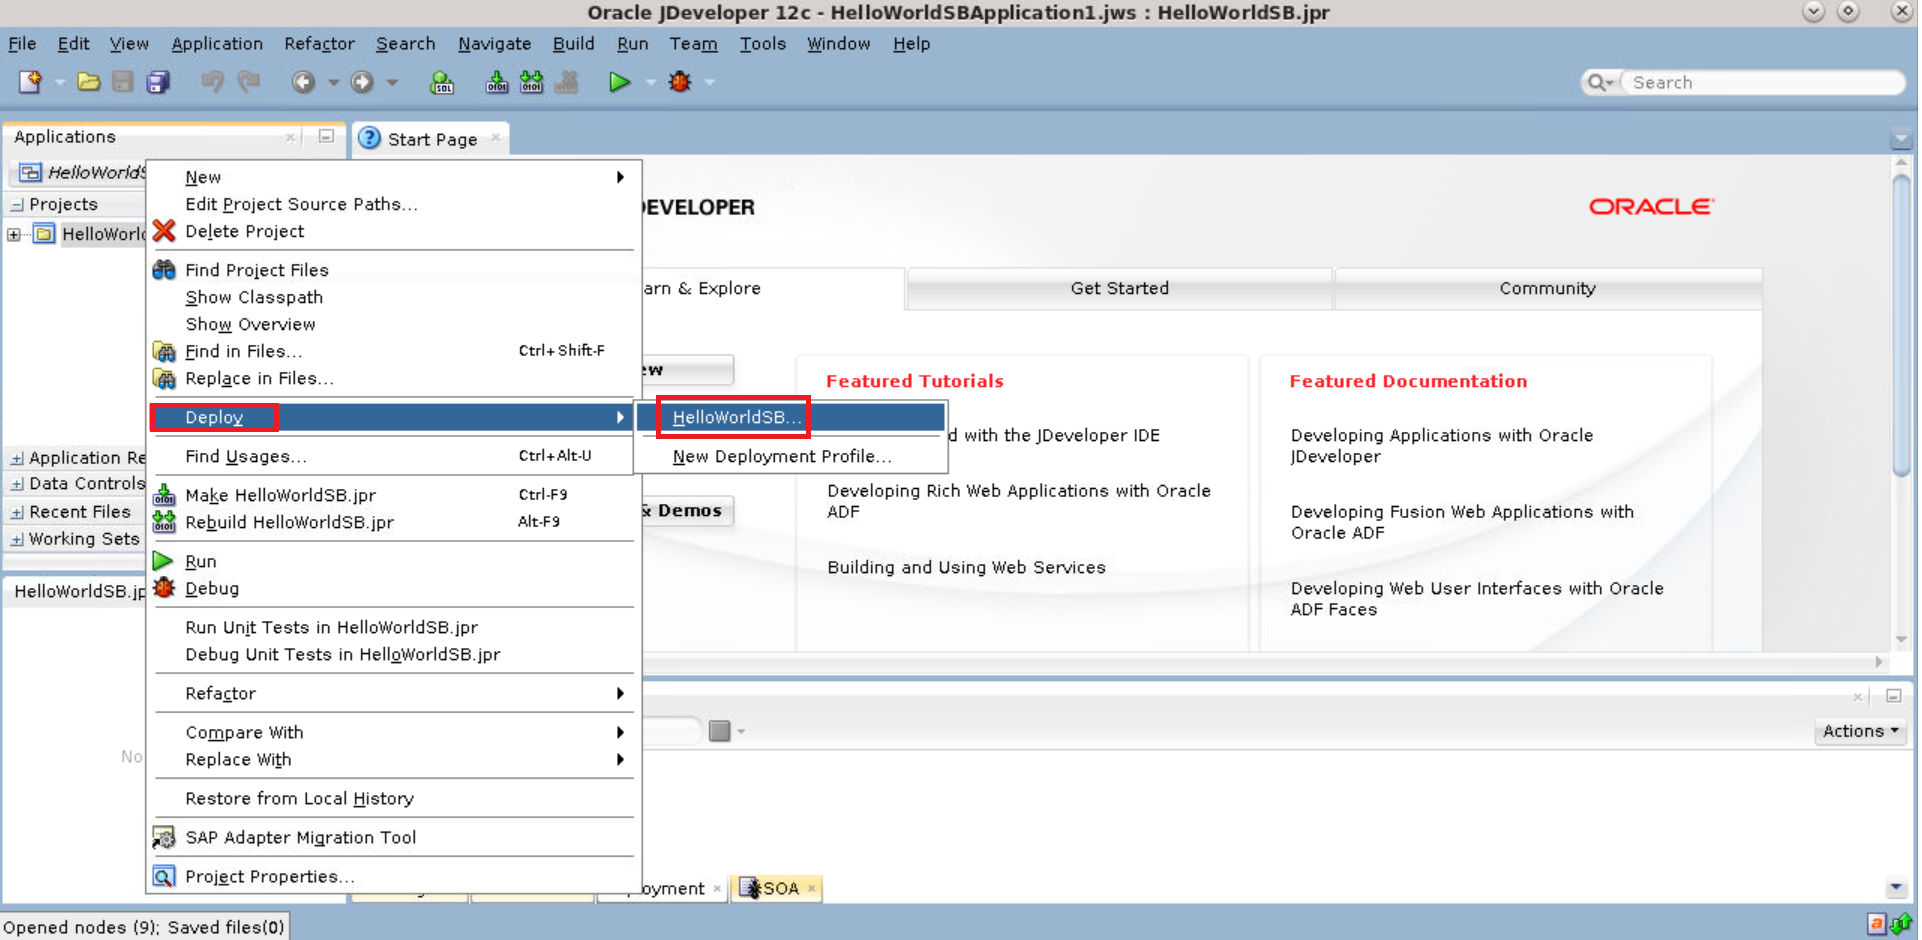 Oracle JDeveloper 12c - HelloWorldSBApplication1.jws : HelloWorldSB.jpr
File Edit View Application Refactor Search Navigate Build Run Team Tools Window Help
Search
Applications
Start Page
HelloWorldS
Projects
HelloWorld
Application Re
Data Controls
Recent Files
Working Sets
HelloWorldSB.jp
No
New
Edit Project Source Paths...
Delete Project
Find Project Files
Show Classpath
Show Overview
Find in Files... Ctrl+Shift-F
Replace in Files...
Deploy
Find Usages... Ctrl+Alt-U
Make HelloWorldSB.jpr Ctrl-F9
Rebuild HelloWorldSB.jpr Alt-F9
Run
Debug
Run Unit Tests in HelloWorldSB.jpr
Debug Unit Tests in HelloWorldSB.jpr
Refactor
Compare With
Replace With
Restore from Local History
SAP Adapter Migration Tool
Project Properties...
HelloWorldSB...
New Deployment Profile...
EVELOPER
ORACLE
arn & Explore
Get Started
Community
ew
& Demos
Featured Tutorials
d with the JDeveloper IDE
Developing Rich Web Applications with Oracle
ADF
Building and Using Web Services
Featured Documentation
Developing Applications with Oracle
JDeveloper
Developing Fusion Web Applications with
Oracle ADF
Developing Web User Interfaces with Oracle
ADF Faces
Actions
oyment
SOA
Opened nodes (9); Saved files(0)